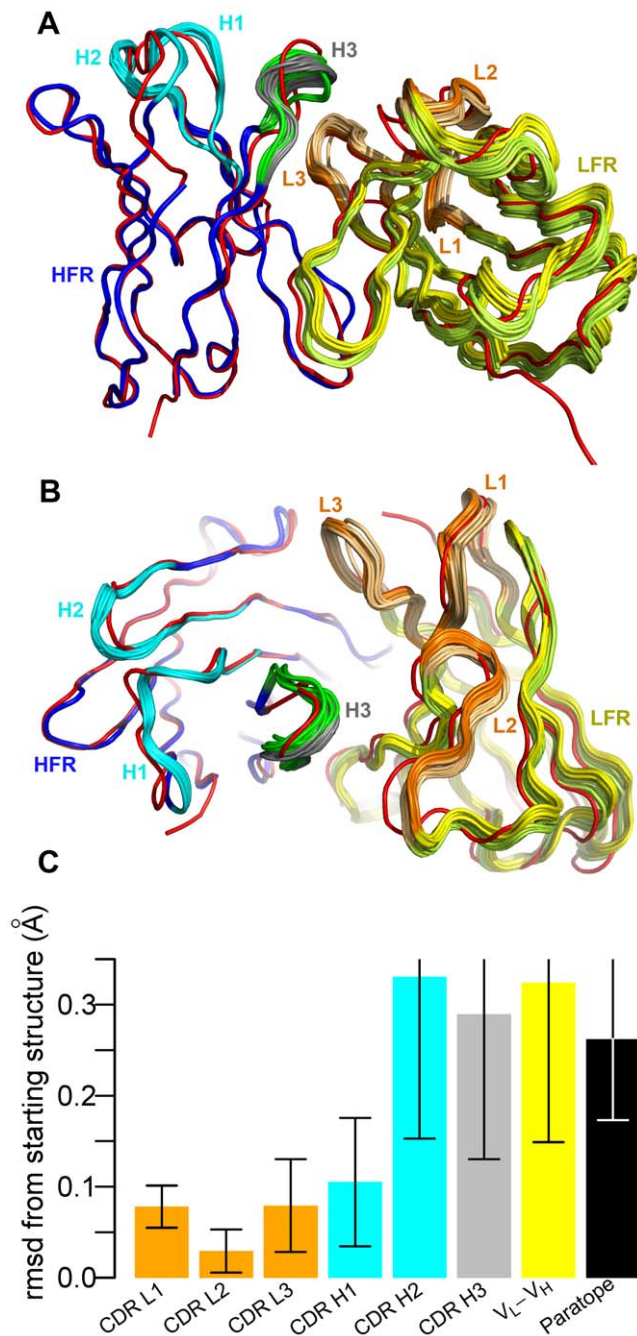 A
H1
H2
H3
L2
L3
LFR
L1
HFR
B
L1
L3
H2
H3
L2
LFR
HFR
H1
C
rmsd from starting structure (Å)
0.3
0.2
0.1
0.0
CDR L1
CDR L2
CDR L3
CDR H1
CDR H2
CDR H3
VL–VH
Paratope